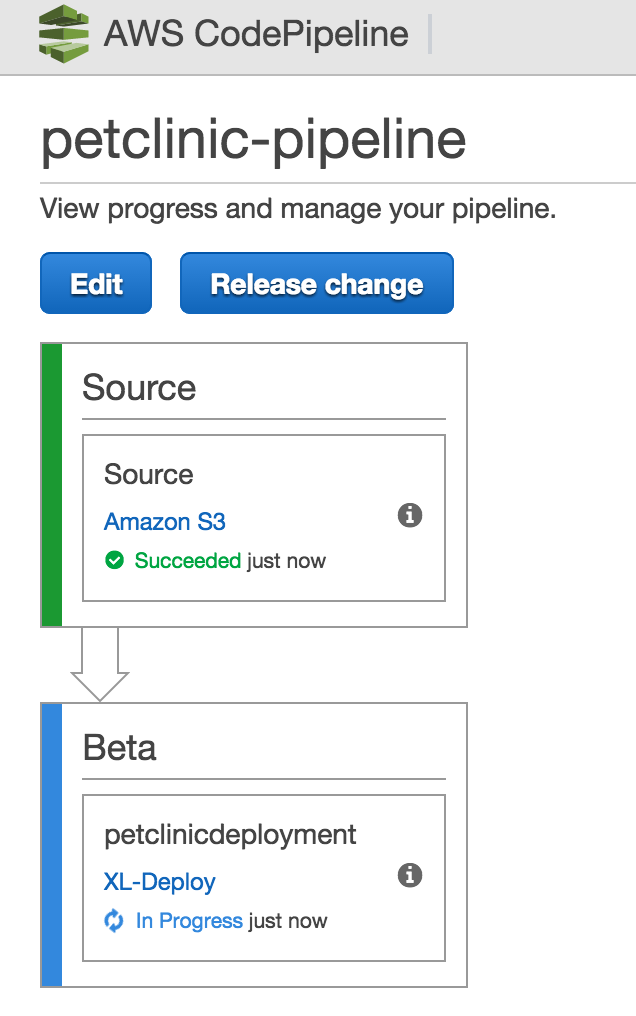 AWS CodePipeline
petclinic-pipeline
View progress and manage your pipeline.
Edit Release change
Source
Source
Amazon S3
Succeeded just now
Beta
petclinicdeployment
XL-Deploy
In Progress just now